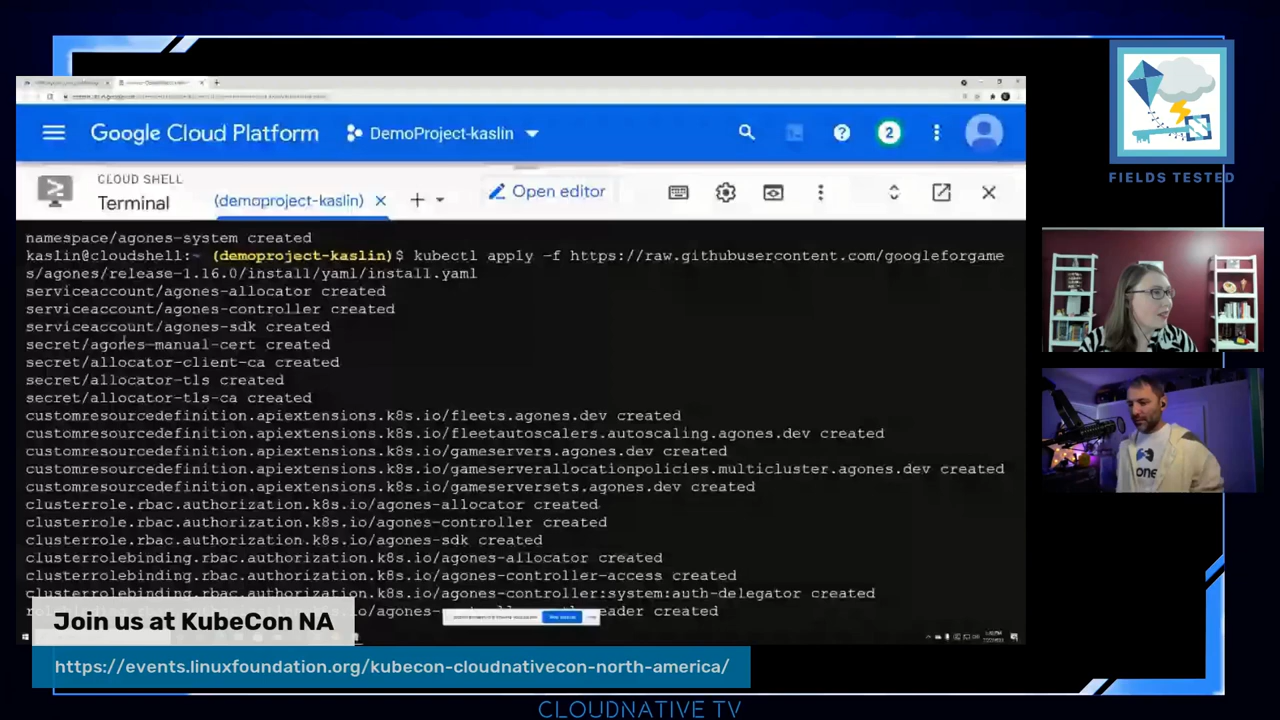 Google Cloud Platform
DemoProject-kaslin
2
CLOUD SHELL
Terminal
(demoproject-kaslin)
Open editor
namespace/agones-system created
kaslin@cloudshell:~ (demoproject-kaslin)$ kubectl apply -f https://raw.githubusercontent.com/googleforgame
s/agones/release-1.16.0/install/yaml/install.yaml
serviceaccount/agones-allocator created
serviceaccount/agones-controller created
serviceaccount/agones-sdk created
secret/agones-manual-cert created
secret/allocator-client-ca created
secret/allocator-tls created
secret/allocator-tls-ca created
customresourcedefinition.apiextensions.k8s.io/fleets.agones.dev created
customresourcedefinition.apiextensions.k8s.io/fleetautoscalers.autoscaling.agones.dev created
customresourcedefinition.apiextensions.k8s.io/gameservers.agones.dev created
customresourcedefinition.apiextensions.k8s.io/gameserverallocationpolicies.multicluster.agones.dev created
customresourcedefinition.apiextensions.k8s.io/gameserversets.agones.dev created
clusterrole.rbac.authorization.k8s.io/agones-allocator created
clusterrole.rbac.authorization.k8s.io/agones-controller created
clusterrole.rbac.authorization.k8s.io/agones-sdk created
clusterrolebinding.rbac.authorization.k8s.io/agones-allocator created
clusterrolebinding.rbac.authorization.k8s.io/agones-controller-access created
clusterrolebinding.rbac.authorization.k8s.io/agones-controller:system:auth-delegator created
created
Join us at KubeCon NA
https://events.linuxfoundation.org/kubecon-cloudnativecon-north-america/
CLOUDNATIVE TV
FIELDS TESTED
ONE